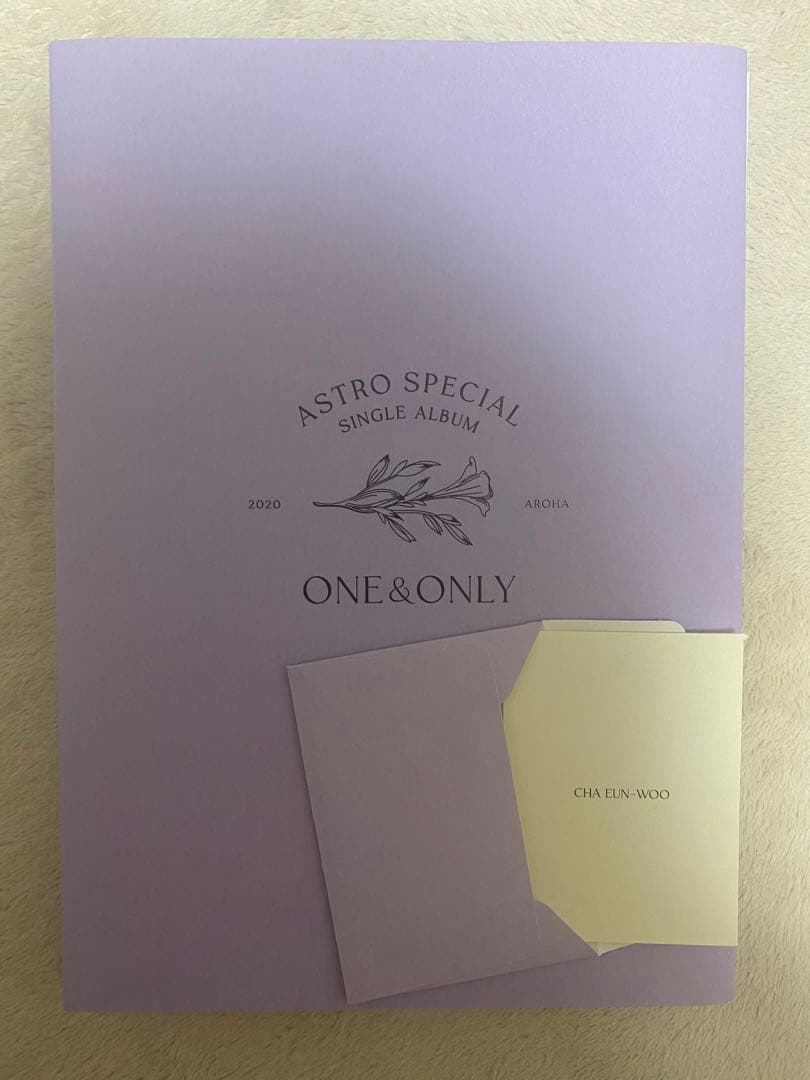 ASTRO SPECIAL
SINGLE ALBUM
2020
AROHA
ONE&ONLY
CHA EUN-WOO